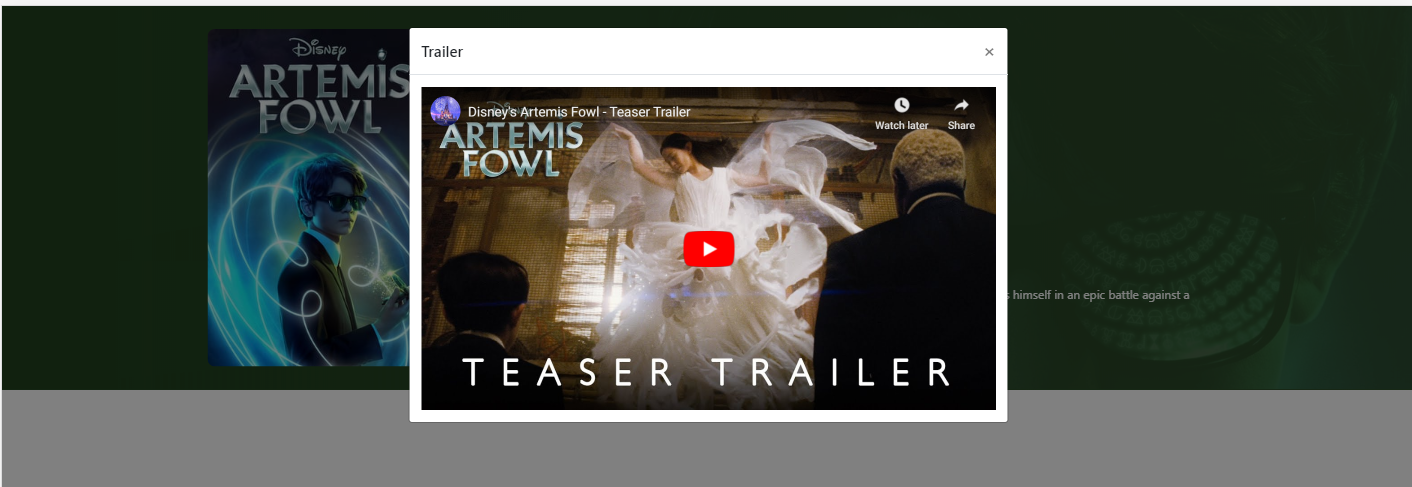 Disney
ARTEMIS
FOWL
Trailer
×
Disney's Artemis Fowl - Teaser Trailer
Watch later
Share
Disney
ARTEMIS
FOWL
TEASER TRAILER
himself in an epic battle against a